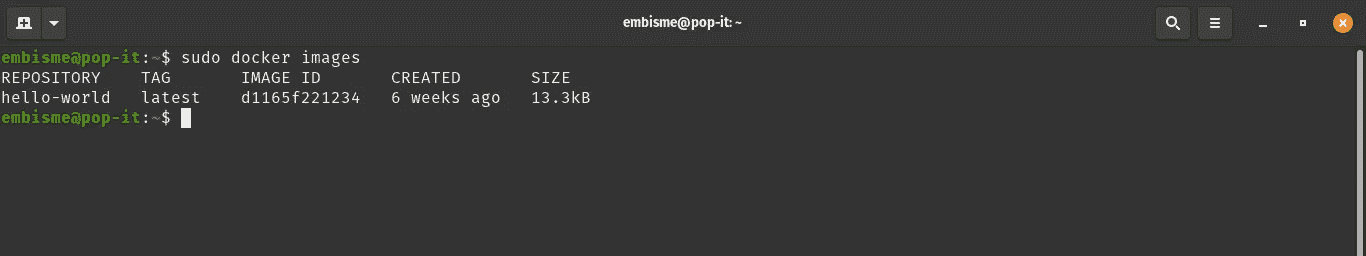 embisme@pop-it: ~
embisme@pop-it:~$ sudo docker images
REPOSITORY   TAG       IMAGE ID       CREATED       SIZE
hello-world   latest    d1165f221234   6 weeks ago   13.3kB
embisme@pop-it:~$